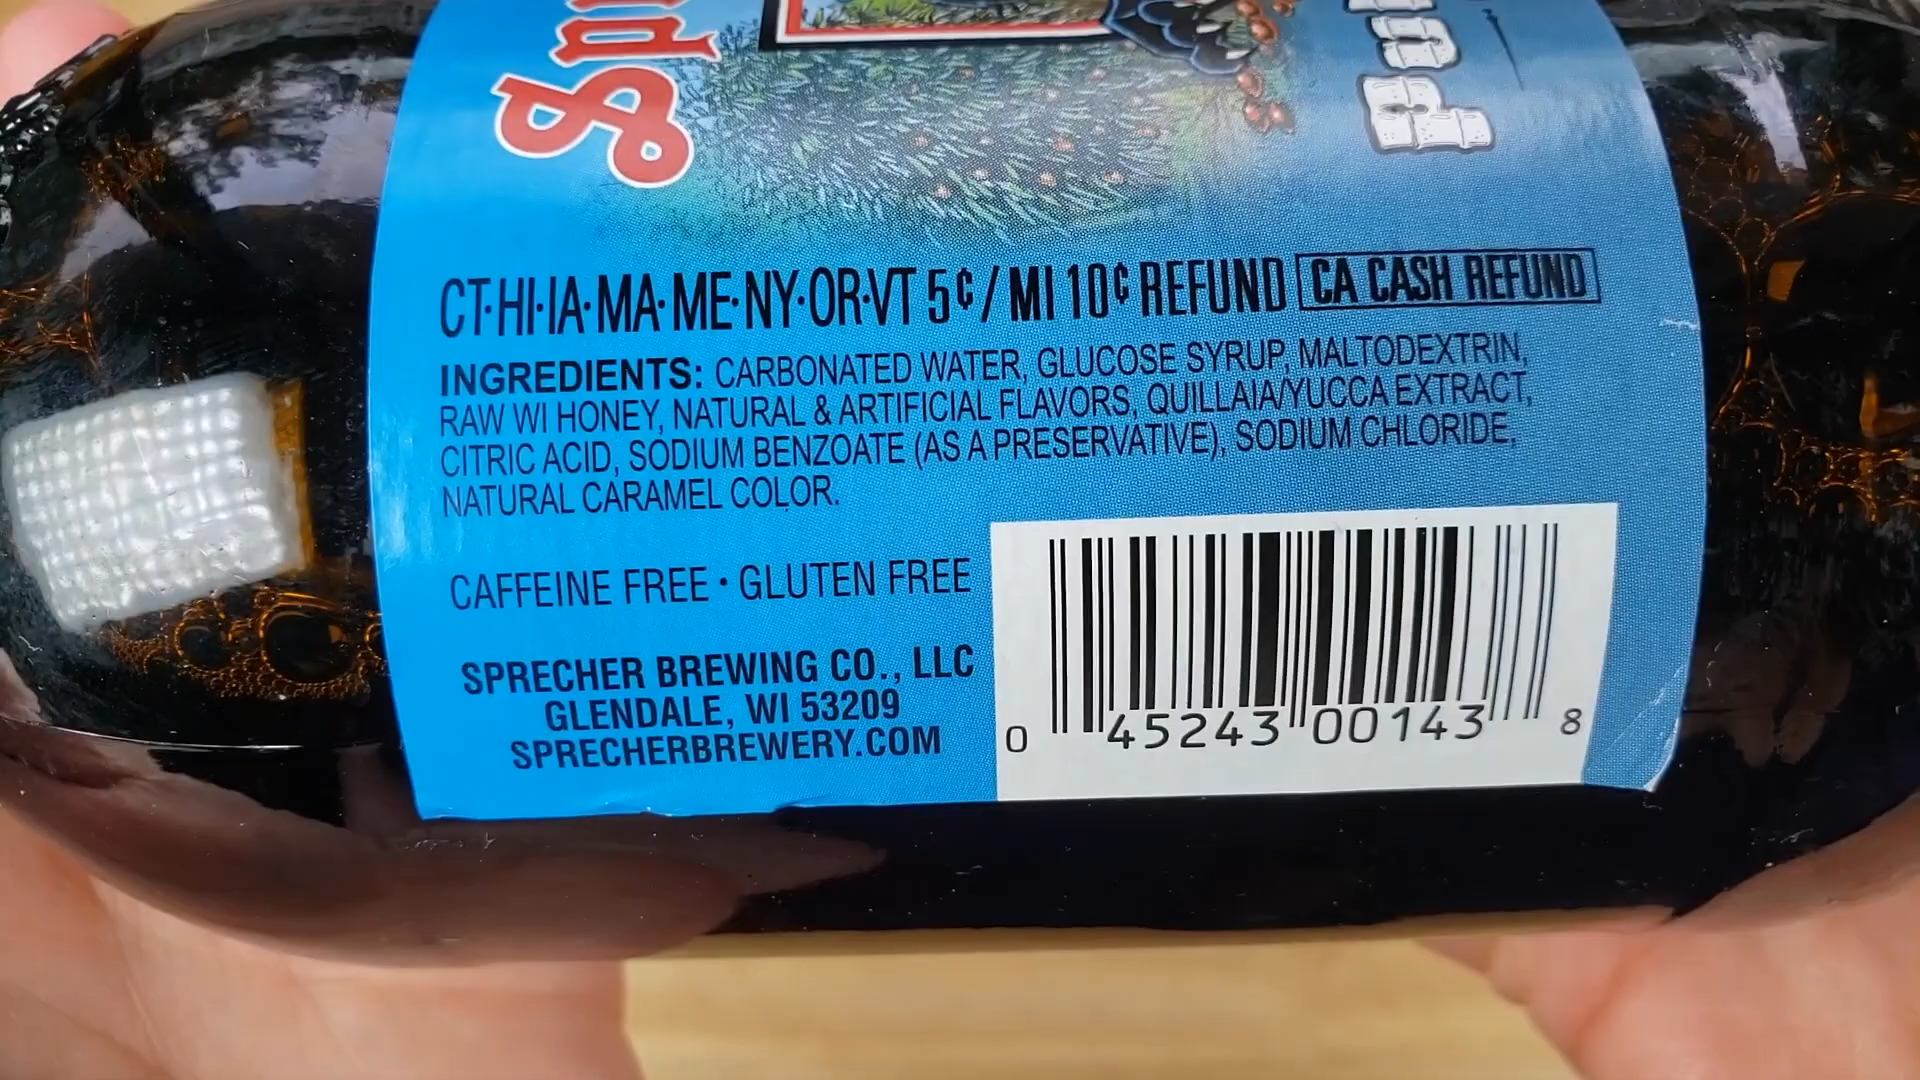 CT·HI·IA·MA·ME·NY·OR·VT 5¢/MI 10¢ REFUND CA CASH REFUND
INGREDIENTS: CARBONATED WATER, GLUCOSE SYRUP, MALTODEXTRIN,
RAW WI HONEY, NATURAL & ARTIFICIAL FLAVORS, QUILLAIA/YUCCA EXTRACT,
CITRIC ACID, SODIUM BENZOATE (AS A PRESERVATIVE), SODIUM CHLORIDE,
NATURAL CARAMEL COLOR.
CAFFEINE FREE • GLUTEN FREE
SPRECHER BREWING CO., LLC
GLENDALE, WI 53209
SPRECHERBREWERY.COM
0 45243 00143 8